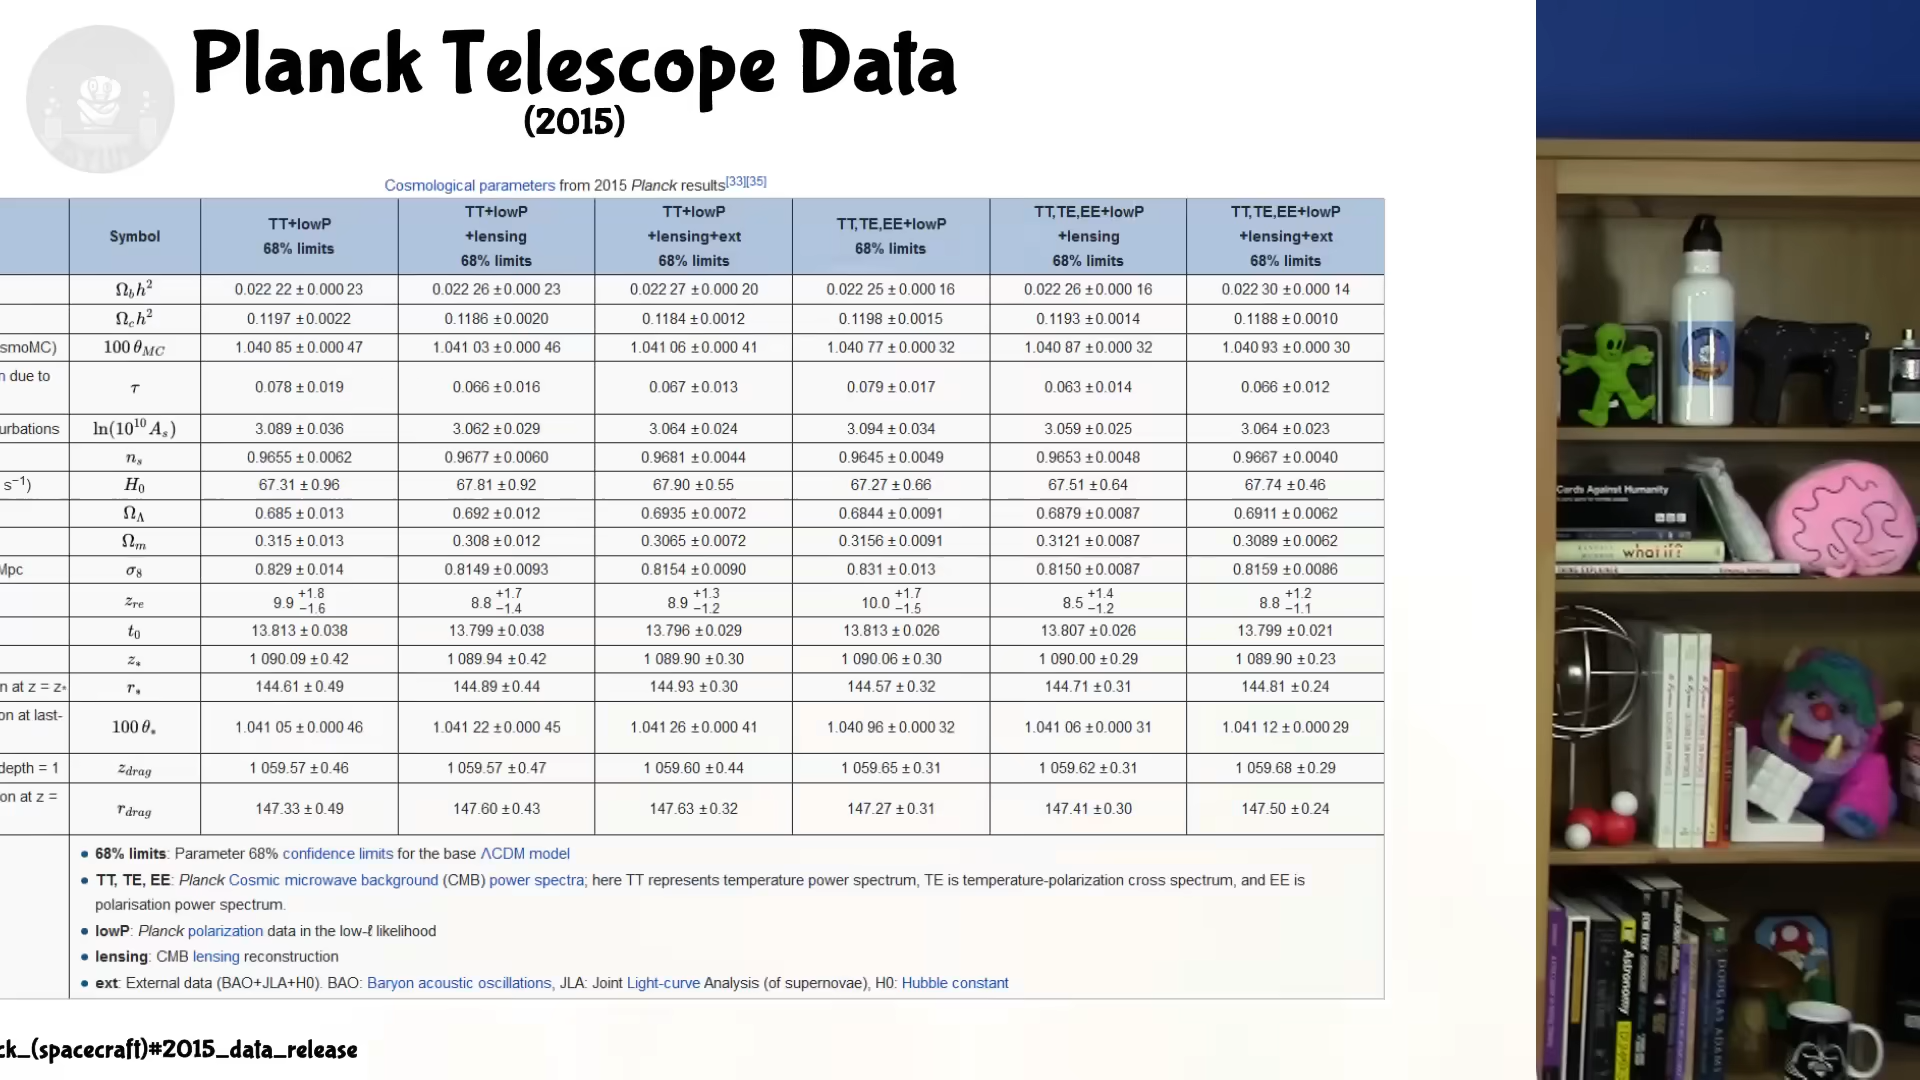 Planck Telescope Data
(2015)
Cosmological parameters from 2015 Planck results[33][35]
Symbol
TT+lowP
68% limits
TT+lowP
+lensing
68% limits
TT+lowP
+lensing+ext
68% limits
TT,TE,EE+lowP
68% limits
TT,TE,EE+lowP
+lensing
68% limits
TT,TE,EE+lowP
+lensing+ext
68% limits
Ω_b h² 0.022 22 ±0.000 23 0.022 26 ±0.000 23 0.022 27 ±0.000 20 0.022 25 ±0.000 16 0.022 26 ±0.000 16 0.022 30 ±0.000 14
Ω_c h² 0.1197 ±0.0022 0.1186 ±0.0020 0.1184 ±0.0012 0.1198 ±0.0015 0.1193 ±0.0014 0.1188 ±0.0010
smoMC) 100 θ_MC 1.040 85 ±0.000 47 1.041 03 ±0.000 46 1.041 06 ±0.000 41 1.040 77 ±0.000 32 1.040 87 ±0.000 32 1.040 93 ±0.000 30
n due to
τ 0.078 ±0.019 0.066 ±0.016 0.067 ±0.013 0.079 ±0.017 0.063 ±0.014 0.066 ±0.012
urbations ln(10¹⁰ A_s) 3.089 ±0.036 3.062 ±0.029 3.064 ±0.024 3.094 ±0.034 3.059 ±0.025 3.064 ±0.023
n_s 0.9655 ±0.0062 0.9677 ±0.0060 0.9681 ±0.0044 0.9645 ±0.0049 0.9653 ±0.0048 0.9667 ±0.0040
s⁻¹) H₀ 67.31 ±0.96 67.81 ±0.92 67.90 ±0.55 67.27 ±0.66 67.51 ±0.64 67.74 ±0.46
Ω_Λ 0.685 ±0.013 0.692 ±0.012 0.6935 ±0.0072 0.6844 ±0.0091 0.6879 ±0.0087 0.6911 ±0.0062
Ω_m 0.315 ±0.013 0.308 ±0.012 0.3065 ±0.0072 0.3156 ±0.0091 0.3121 ±0.0087 0.3089 ±0.0062
Mpc σ₈ 0.829 ±0.014 0.8149 ±0.0093 0.8154 ±0.0090 0.831 ±0.013 0.8150 ±0.0087 0.8159 ±0.0086
z_re 9.9 +1.8 −1.6 8.8 +1.7 −1.4 8.9 +1.3 −1.2 10.0 +1.7 −1.5 8.5 +1.4 −1.2 8.8 +1.2 −1.1
t₀ 13.813 ±0.038 13.799 ±0.038 13.796 ±0.029 13.813 ±0.026 13.807 ±0.026 13.799 ±0.021
z_* 1 090.09 ±0.42 1 089.94 ±0.42 1 089.90 ±0.30 1 090.06 ±0.30 1 090.00 ±0.29 1 089.90 ±0.23
n at z = z* r_* 144.61 ±0.49 144.89 ±0.44 144.93 ±0.30 144.57 ±0.32 144.71 ±0.31 144.81 ±0.24
on at last-
100 θ_* 1.041 05 ±0.000 46 1.041 22 ±0.000 45 1.041 26 ±0.000 41 1.040 96 ±0.000 32 1.041 06 ±0.000 31 1.041 12 ±0.000 29
depth = 1 z_drag 1 059.57 ±0.46 1 059.57 ±0.47 1 059.60 ±0.44 1 059.65 ±0.31 1 059.62 ±0.31 1 059.68 ±0.29
on at z =
r_drag 147.33 ±0.49 147.60 ±0.43 147.63 ±0.32 147.27 ±0.31 147.41 ±0.30 147.50 ±0.24
• 68% limits: Parameter 68% confidence limits for the base ΛCDM model
• TT, TE, EE: Planck Cosmic microwave background (CMB) power spectra; here TT represents temperature power spectrum, TE is temperature-polarization cross spectrum, and EE is
polarisation power spectrum.
• lowP: Planck polarization data in the low-ℓ likelihood
• lensing: CMB lensing reconstruction
• ext: External data (BAO+JLA+H0). BAO: Baryon acoustic oscillations, JLA: Joint Light-curve Analysis (of supernovae), H0: Hubble constant
ck_(spacecraft)#2015_data_release
Cards Against Humanity
what if?
THING EXPLAINER
Astronomy
DOUGLAS ADAMS